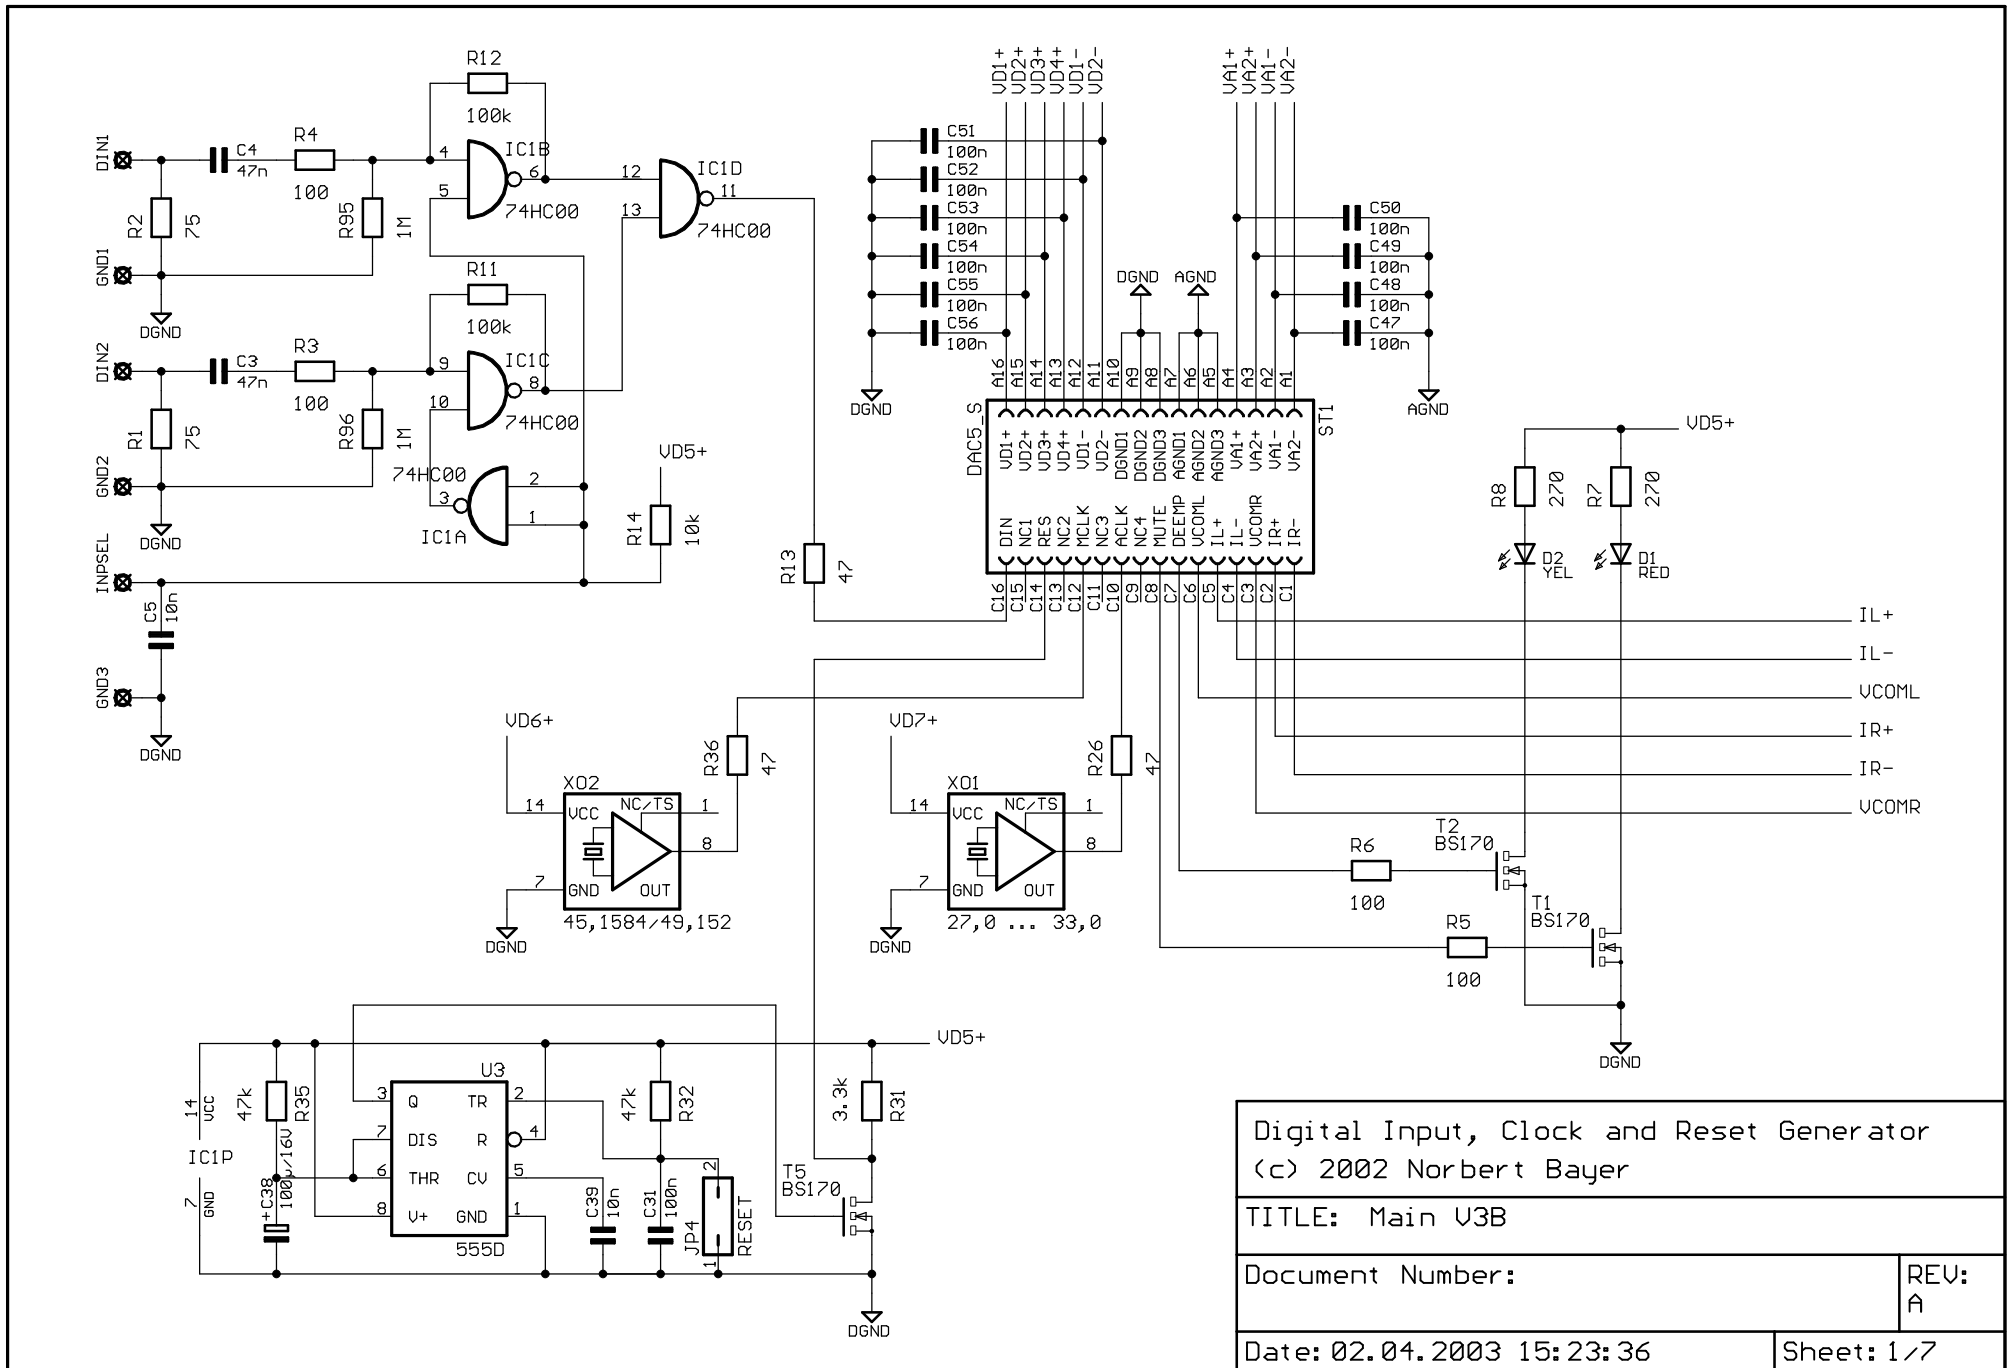 R12
100k
DIN1
R4
C4
47n
100
4
5
IC1B
6
74HC00
12
13
IC1D
11
74HC00
R2
75
R95
1M
GND1
DGND
R11
100k
DIN2
R3
C3
47n
100
9
10
IC1C
8
74HC00
R1
75
R96
1M
GND2
DGND
74HC00
3
2
1
IC1A
VD5+
R14
10k
R13
47
INPSEL
C5
10n
GND3
DGND
VD1+
VD2+
VD3+
VD4+
VD1-
VD2-
VA1+
VA2+
VA1-
VA2-
C51
100n
C52
100n
C53
100n
C54
100n
C55
100n
C56
100n
DGND
DGND
AGND
C50
100n
C49
100n
C48
100n
C47
100n
AGND
A16
A15
A14
A13
A12
A11
A10
A9
A8
A7
A6
A5
A4
A3
A2
A1
DAC5_S
ST1
VD1+
VD2+
VD3+
VD4+
VD1-
VD2-
DGND1
DGND2
DGND3
AGND1
AGND2
AGND3
VA1+
VA2+
VA1-
VA2-
DIN
NC1
RES
NC2
MCLK
NC3
ACLK
NC4
MUTE
DEEMP
VCOML
IL+
IL-
VCOMR
IR+
IR-
C16
C15
C14
C13
C12
C11
C10
C9
C8
C7
C6
C5
C4
C3
C2
C1
VD5+
R8
270
R7
270
D2
YEL
D1
RED
IL+
IL-
VCOML
IR+
IR-
VCOMR
VD6+
R36
47
XO2
14
VCC
NC/TS
1
8
7
GND
OUT
45,1584/49,152
DGND
VD7+
R26
47
XO1
14
VCC
NC/TS
1
8
7
GND
OUT
27,0 ... 33,0
DGND
T2
BS170
R6
100
T1
BS170
R5
100
DGND
VD5+
14
VCC
IC1P
7
GND
47k
R35
+C38
100µ/16V
U3
3
Q
TR
2
7
DIS
R
4
6
THR
CV
5
8
V+
GND
1
555D
47k
R32
C39
10n
C31
100n
2
JP4
1
RESET
3.3k
R31
T5
BS170
DGND
Digital Input, Clock and Reset Generator
(c) 2002 Norbert Bayer
TITLE: Main V3B
Document Number:
REV:
A
Date: 02.04.2003 15:23:36
Sheet: 1/7